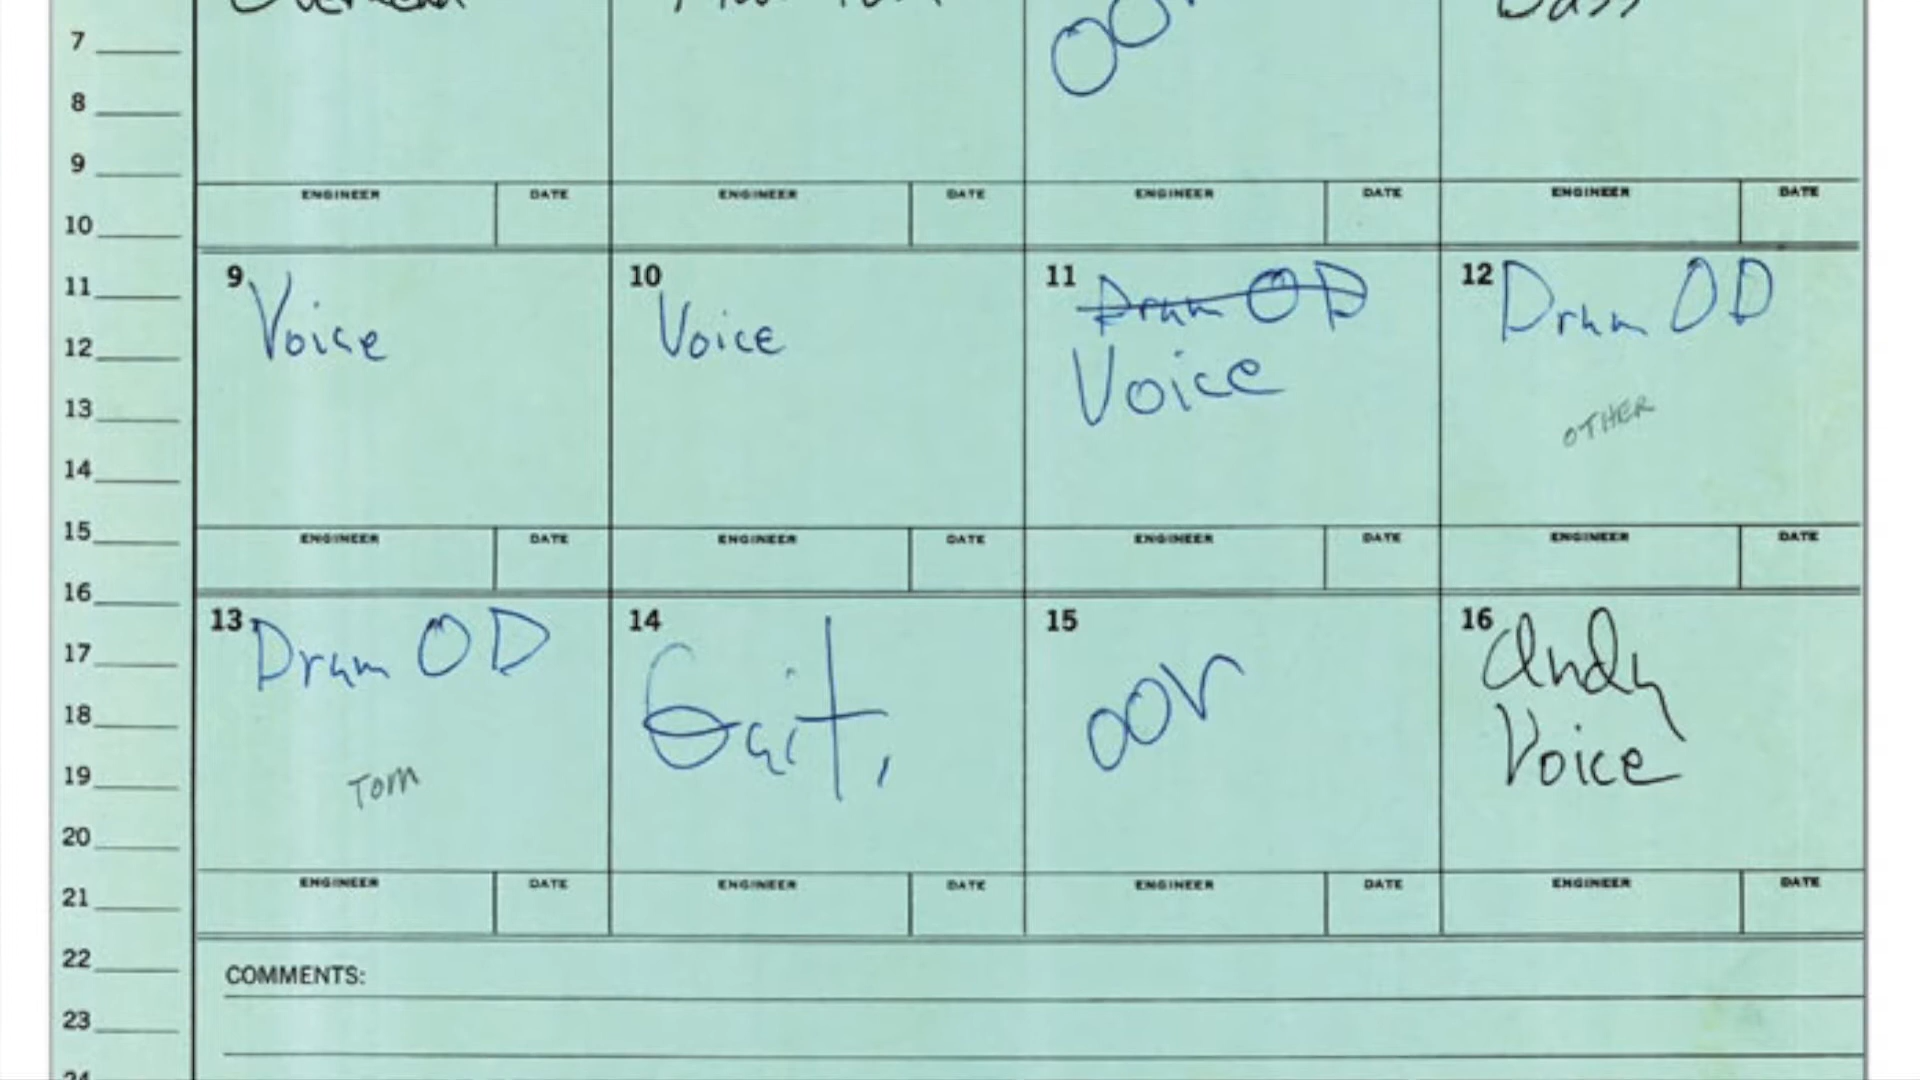 7
8
9
ENGINEER DATE ENGINEER DATE ENGINEER DATE ENGINEER DATE
10
9 Voice 10 Voice 11 Drum OD 12 Drum OD
11
Voice
12
13
OTHER
14
15
ENGINEER DATE ENGINEER DATE ENGINEER DATE ENGINEER DATE
16
13 Drum OD 14 Guit, 15 OOV 16 Andy
17
Voice
18
19
TOM
20
ENGINEER DATE ENGINEER DATE ENGINEER DATE ENGINEER DATE
21
22
COMMENTS:
23
24